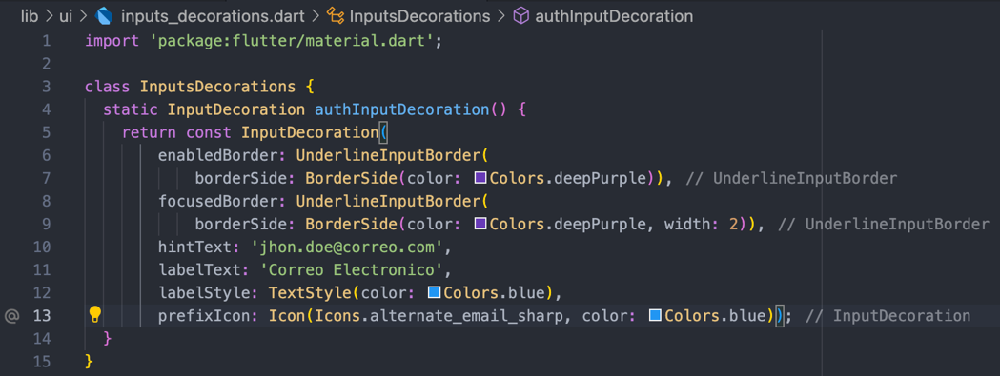 lib > ui > inputs_decorations.dart > InputsDecorations > authInputDecoration
1 import 'package:flutter/material.dart';
2
3 class InputsDecorations {
4 static InputDecoration authInputDecoration() {
5 return const InputDecoration(
6 enabledBorder: UnderlineInputBorder(
7 borderSide: BorderSide(color: Colors.deepPurple)), // UnderlineInputBorder
8 focusedBorder: UnderlineInputBorder(
9 borderSide: BorderSide(color: Colors.deepPurple, width: 2)), // UnderlineInputBorder
10 hintText: 'jhon.doe@correo.com',
11 labelText: 'Correo Electronico',
12 labelStyle: TextStyle(color: Colors.blue),
@ 13 prefixIcon: Icon(Icons.alternate_email_sharp, color: Colors.blue)); // InputDecoration
14 }
15 }